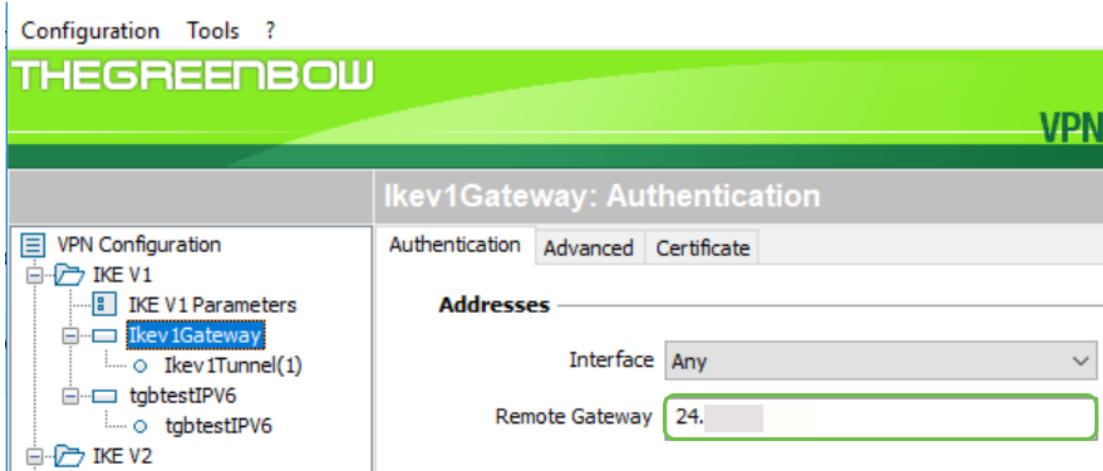 Configuration Tools ?
THEGREENBOW
VPN
Ikev1Gateway: Authentication
VPN Configuration
IKE V1
IKE V1 Parameters
Ikev1Gateway
Ikev1Tunnel(1)
tgbtestIPV6
tgbtestIPV6
IKE V2
Authentication Advanced Certificate
Addresses
Interface Any
Remote Gateway 24.